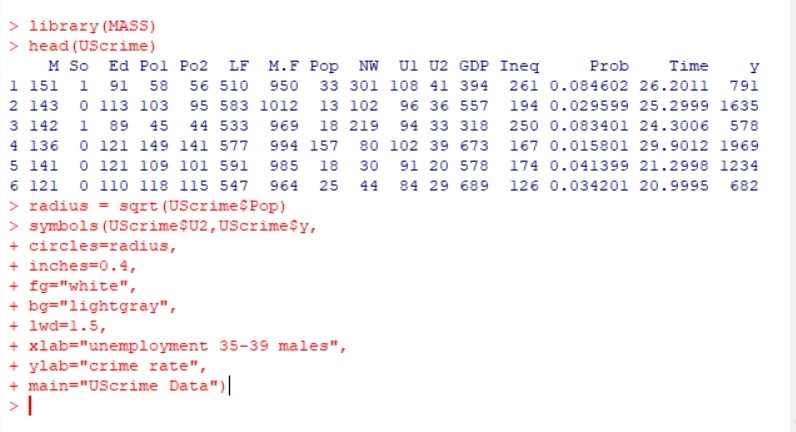 > library(MASS)
> head(UScrime)
M So Ed Po1 Po2 LF M.F Pop NW U1 U2 GDP Ineq Prob Time y
1 151 1 91 58 56 510 950 33 301 108 41 394 261 0.084602 26.2011 791
2 143 0 113 103 95 583 1012 13 102 96 36 557 194 0.029599 25.2999 1635
3 142 1 89 45 44 533 969 18 219 94 33 318 250 0.083401 24.3006 578
4 136 0 121 149 141 577 994 157 80 102 39 673 167 0.015801 29.9012 1969
5 141 0 121 109 101 591 985 18 30 91 20 578 174 0.041399 21.2998 1234
6 121 0 110 118 115 547 964 25 44 84 29 689 126 0.034201 20.9995 682
> radius = sqrt(UScrime$Pop)
> symbols(UScrime$U2,UScrime$y,
+ circles=radius,
+ inches=0.4,
+ fg="white",
+ bg="lightgray",
+ lwd=1.5,
+ xlab="unemployment 35-39 males",
+ ylab="crime rate",
+ main="UScrime Data")
>